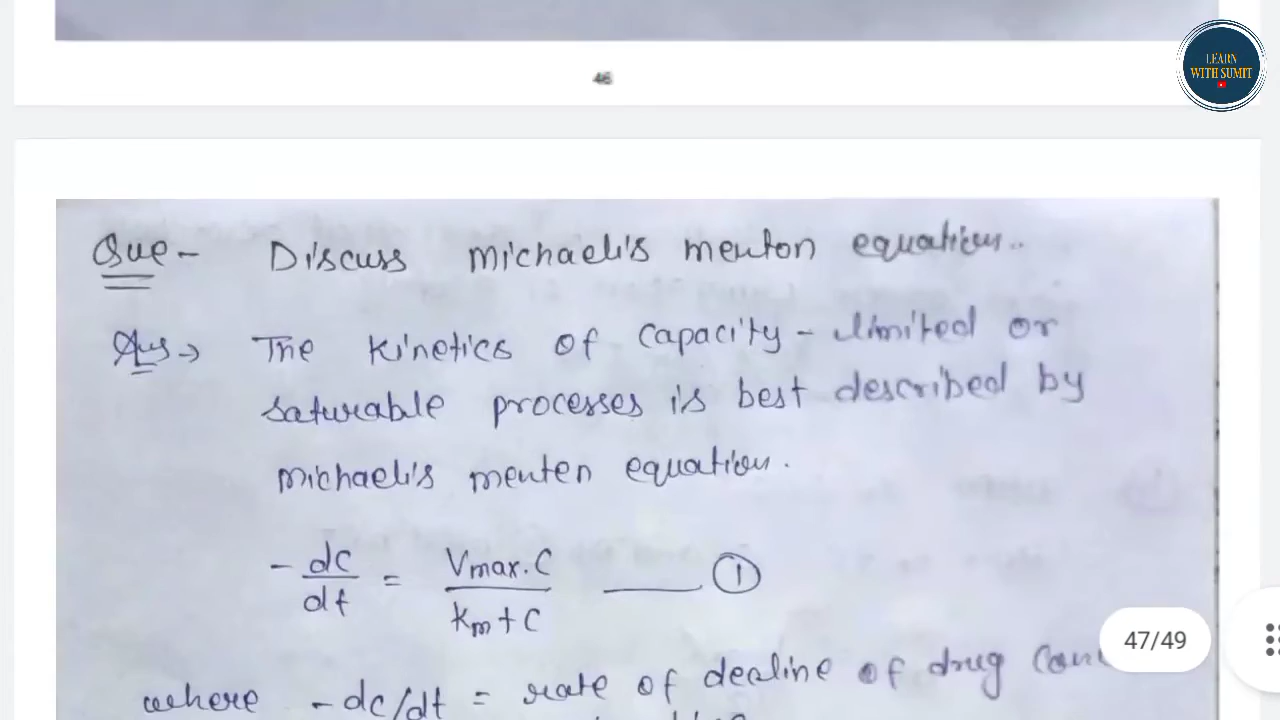 LEARN
WITH SUMIT
46
Que - Discuss michaeli's menton equation..
Ans → The kinetics of capacity - limited or
saturable processes is best described by
michaeli's menten equation.
- dc/dt = Vmax.C / km + C ——— ①
47/49
where - dc/dt = rate of decline of drug